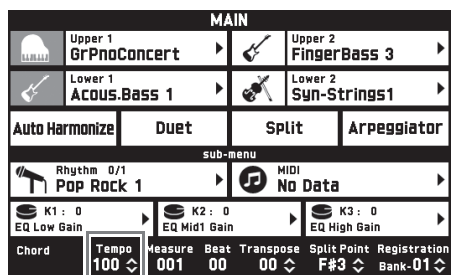 MAIN
Upper 1 Upper 2
GrPnoConcert FingerBass 3
Lower 1 Lower 2
Acous.Bass 1 Syn-Strings1
Auto Harmonize Duet Split Arpeggiator
sub-menu
Rhythm 0/1 MIDI
Pop Rock 1 No Data
K1 : 0 K2 : 0 K3 : 0
EQ Low Gain EQ Mid1 Gain EQ High Gain
Chord Tempo Measure Beat Transpose Split Point Registration
100 001 00 00 F#3 Bank-01